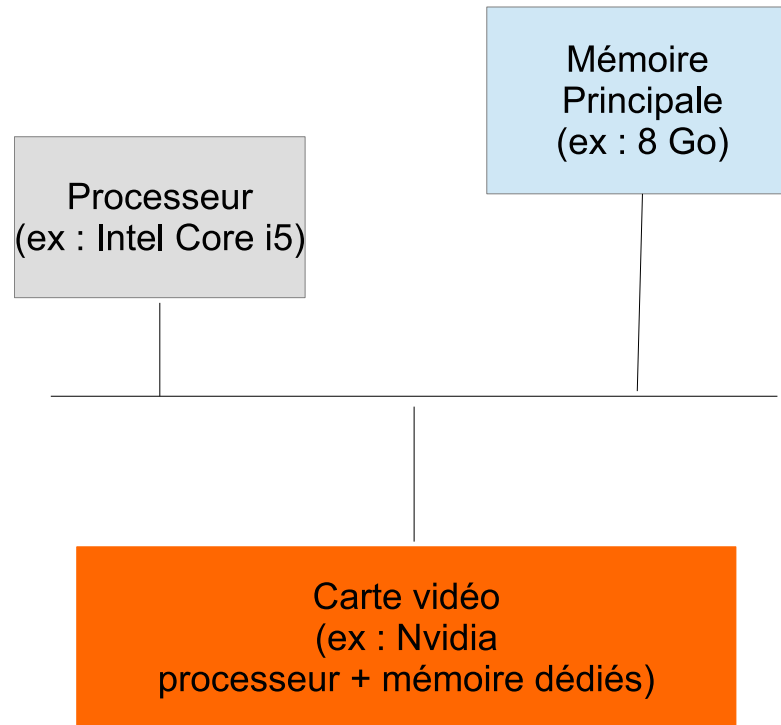 Mémoire
Principale
(ex : 8 Go)
Processeur
(ex : Intel Core i5)
Carte vidéo
(ex : Nvidia
processeur + mémoire dédiés)